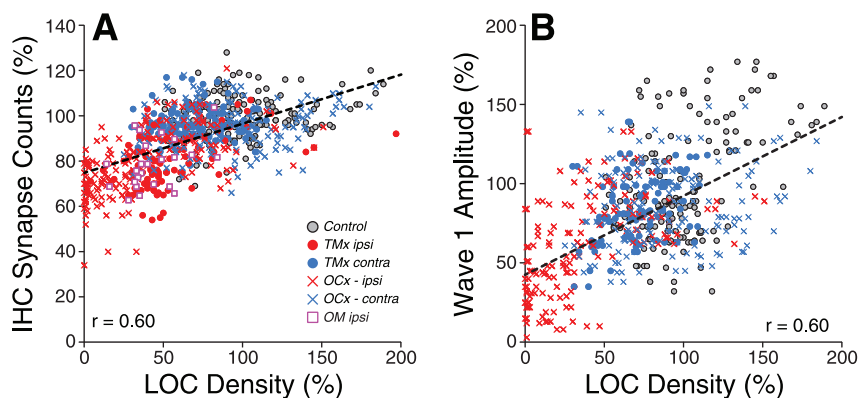 A
IHC Synapse Counts (%)
140
120
100
80
60
40
20
0
Control
TMx ipsi
TMx contra
OCx - ipsi
OCx - contra
OM ipsi
r = 0.60
0
50
100
150
200
LOC Density (%)
B
Wave 1 Amplitude (%)
200
150
100
50
0
r = 0.60
0
50
100
150
200
LOC Density (%)